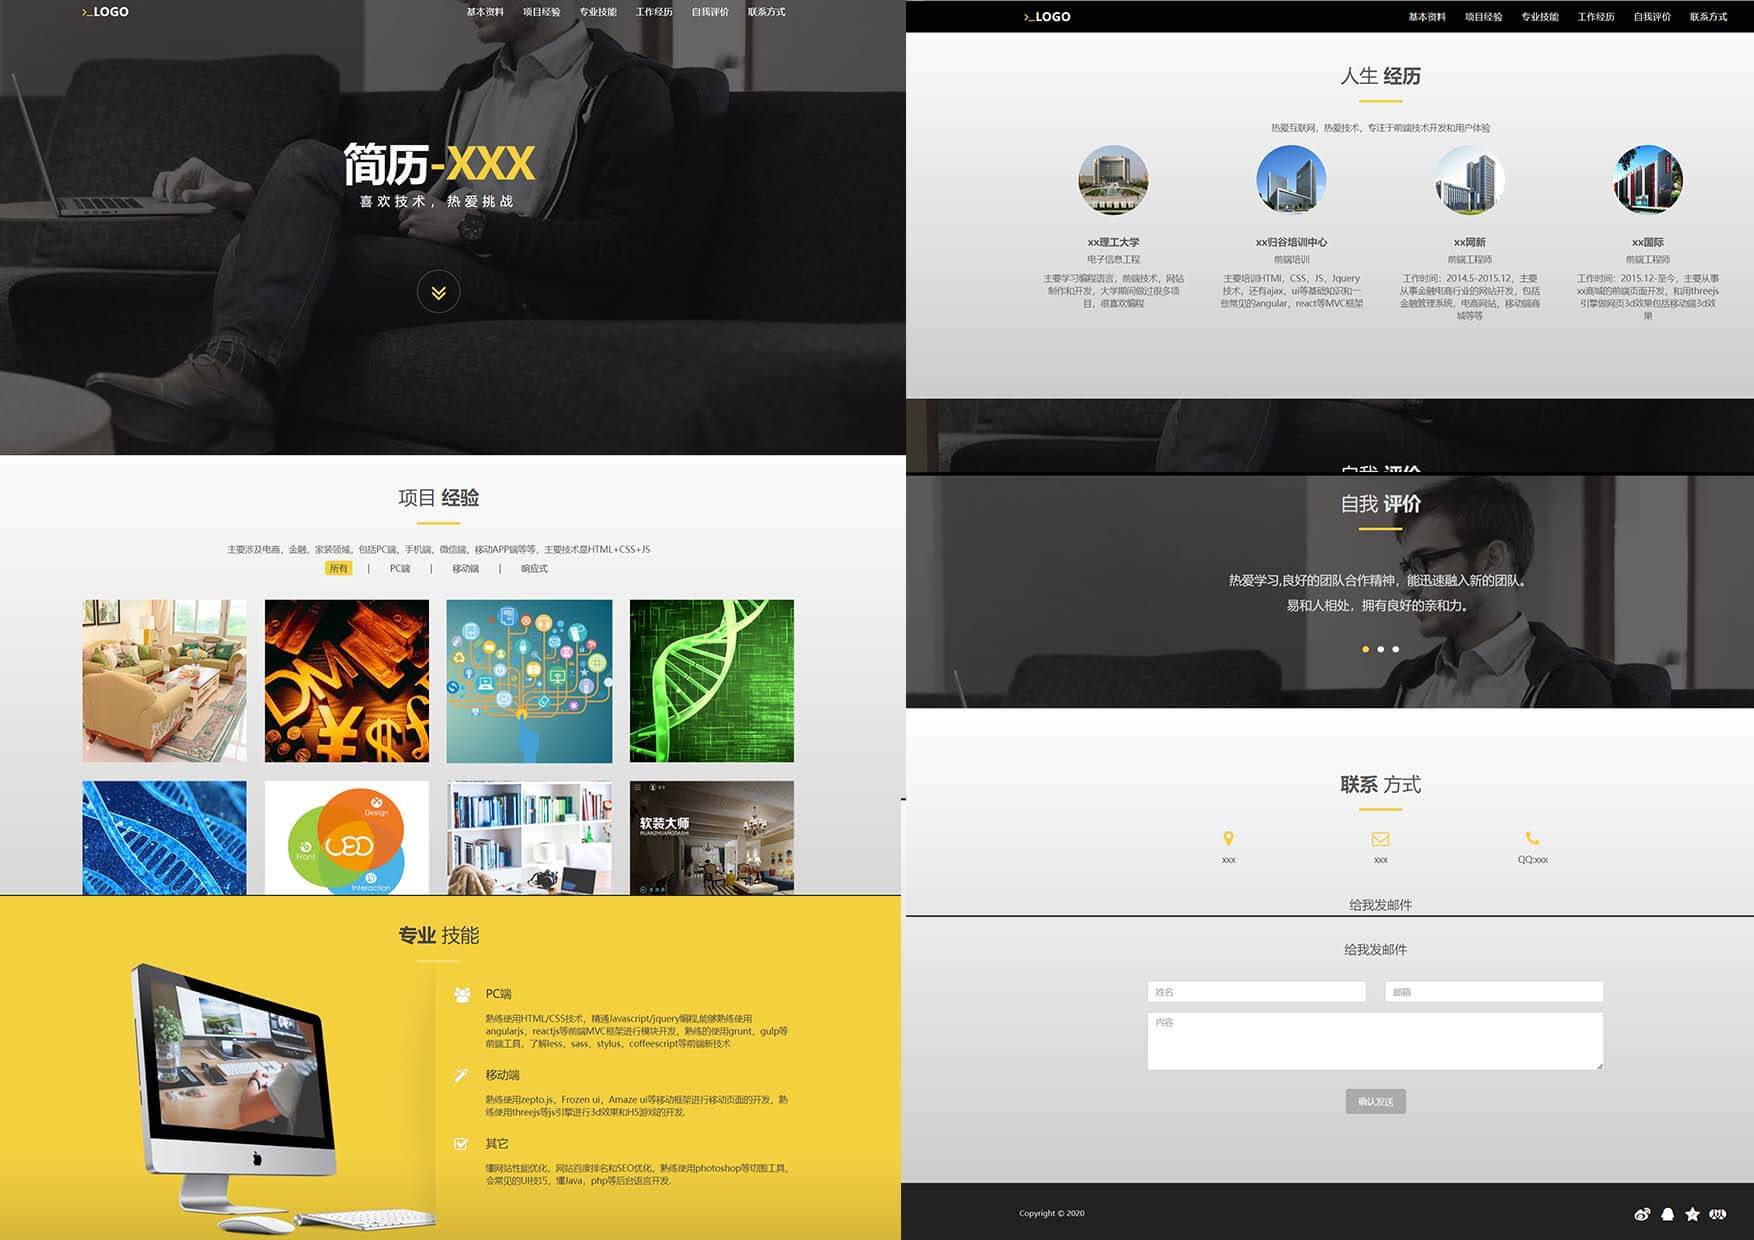 >_LOGO
基本资料 项目经验 专业技能 工作经历 自我评价 联系方式
简历-XXX
喜欢技术，热爱挑战
项目 经验
主要涉及电商，金融，家装领域，包括PC端，手机端，微信端，移动APP端等等，主要技术是HTML+CSS+JS
所有 | PC端 | 移动端 | 响应式
DM
¥$
Design
Front
UED
Interaction
软装大师
RUANZHUANGDASHI
专业 技能
PC端
熟练使用HTML/CSS技术，精通Javascript/jquery编程,能够熟练使用
angularjs，reactjs等前端MVC框架进行模块开发，熟练的使用grunt，gulp等
前端工具，了解less，sass，stylus，coffeescript等前端新技术
移动端
熟练使用zepto.js，Frozen ui，Amaze ui等移动框架进行移动页面的开发，熟
练使用threejs等js引擎进行3d效果和H5游戏的开发.
其它
懂网站性能优化，网站百度排名和SEO优化，熟练使用photoshop等切图工具，
会常见的UI技巧，懂Java，php等后台语言开发.
>_LOGO
基本资料 项目经验 专业技能 工作经历 自我评价 联系方式
人生 经历
热爱互联网，热爱技术，专注于前端技术开发和用户体验
xx理工大学
电子信息工程
主要学习编程语言，前端技术，网站
制作和开发，大学期间做过很多项
目，很喜欢编程
xx归谷培训中心
前端培训
主要培训HTMl，CSS，JS，Jquery
技术，还有ajax，ui等基础知识和一
些常见的angular，react等MVC框架
xx网新
前端工程师
工作时间：2014.5-2015.12，主要
从事金融电商行业的网站开发，包括
金融管理系统，电商网站，移动端商
城等等
xx国际
前端工程师
工作时间：2015.12-至今，主要从事
xx商城的前端页面开发，和用threejs
引擎做网页3d效果包括移动端3d效
果
自我 评价
自我 评价
热爱学习,良好的团队合作精神，能迅速融入新的团队。
易和人相处，拥有良好的亲和力。
联系 方式
xxx
xxx
QQ:xxx
给我发邮件
给我发邮件
姓名
邮箱
内容
确认发送
Copyright © 2020